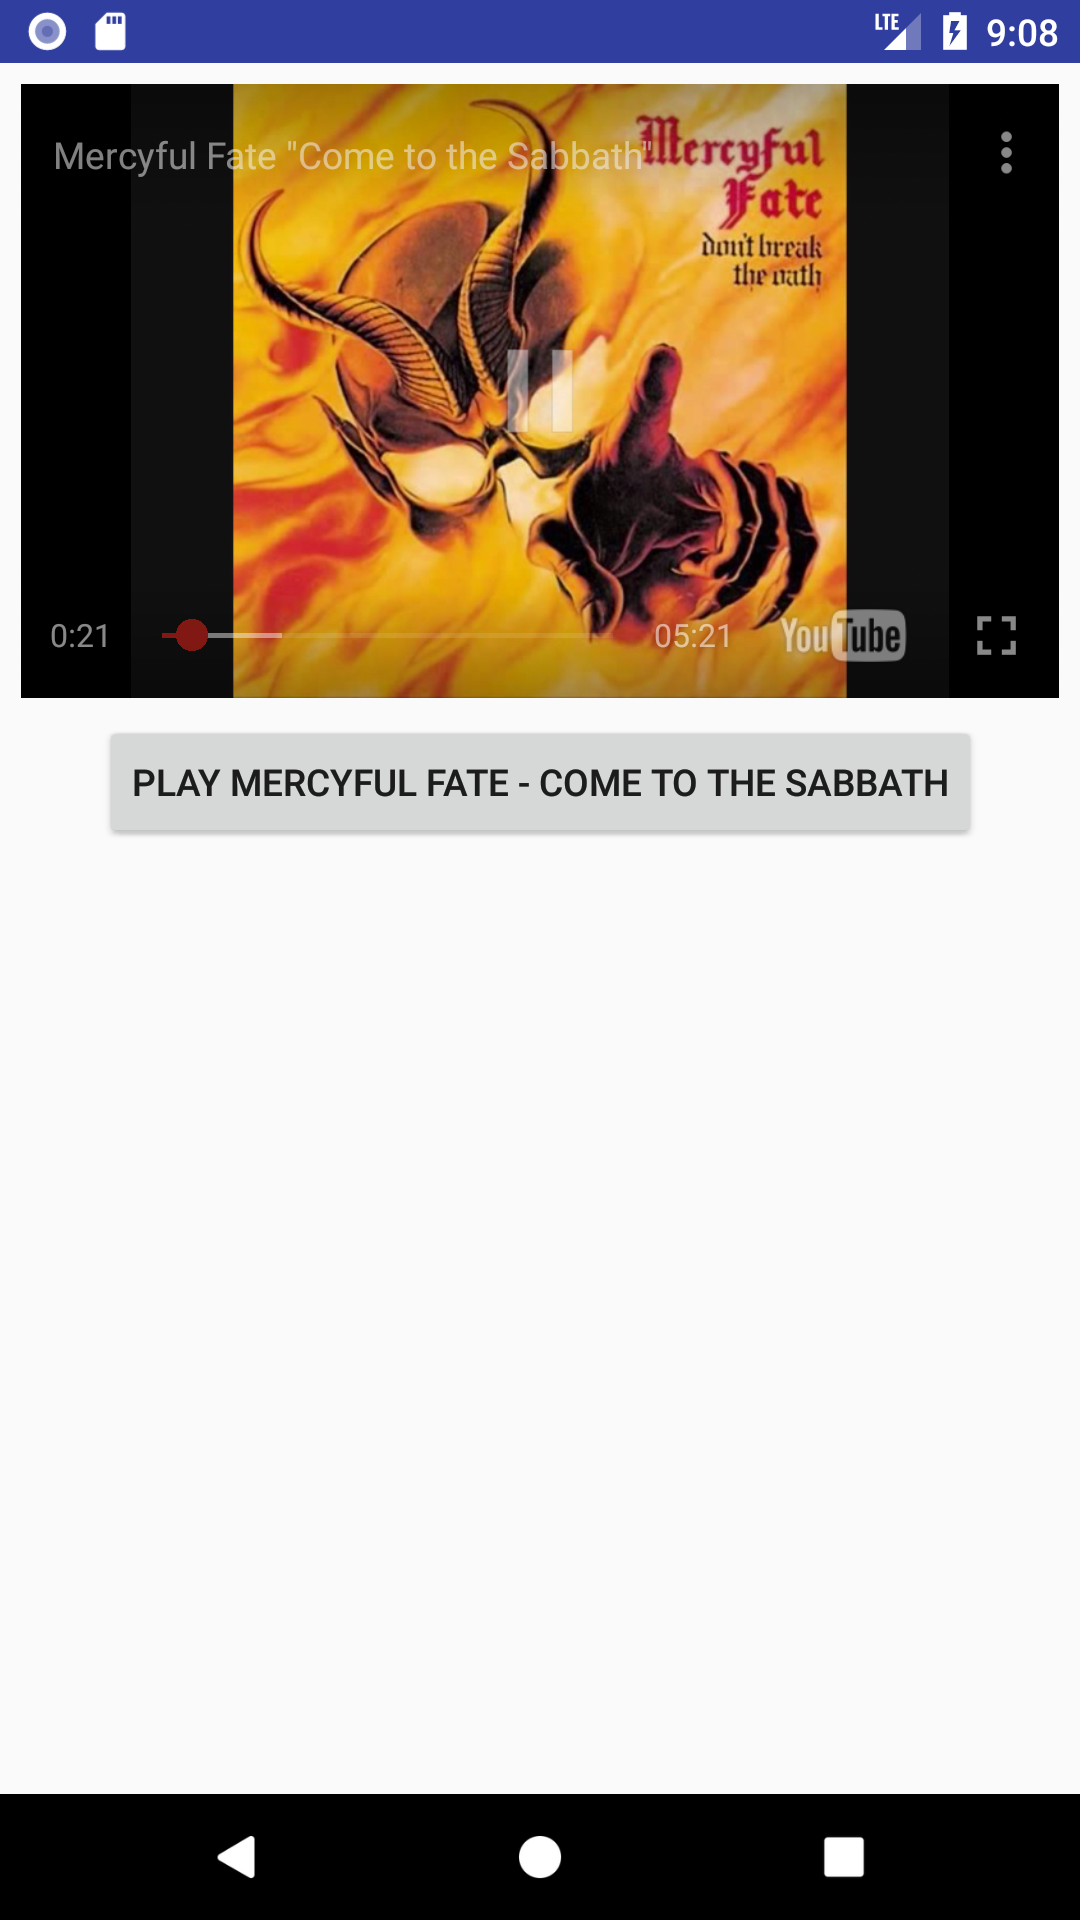 LTE 9:08
Mercyful Fate "Come to the Sabbath"
Mercyful
Fate
don't break
the oath
0:21 05:21 YouTube
PLAY MERCYFUL FATE - COME TO THE SABBATH